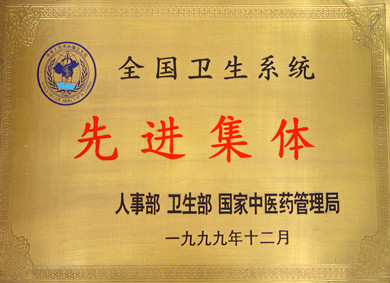 全国卫生系统
先进集体
人事部 卫生部 国家中医药管理局
一九九九年十二月